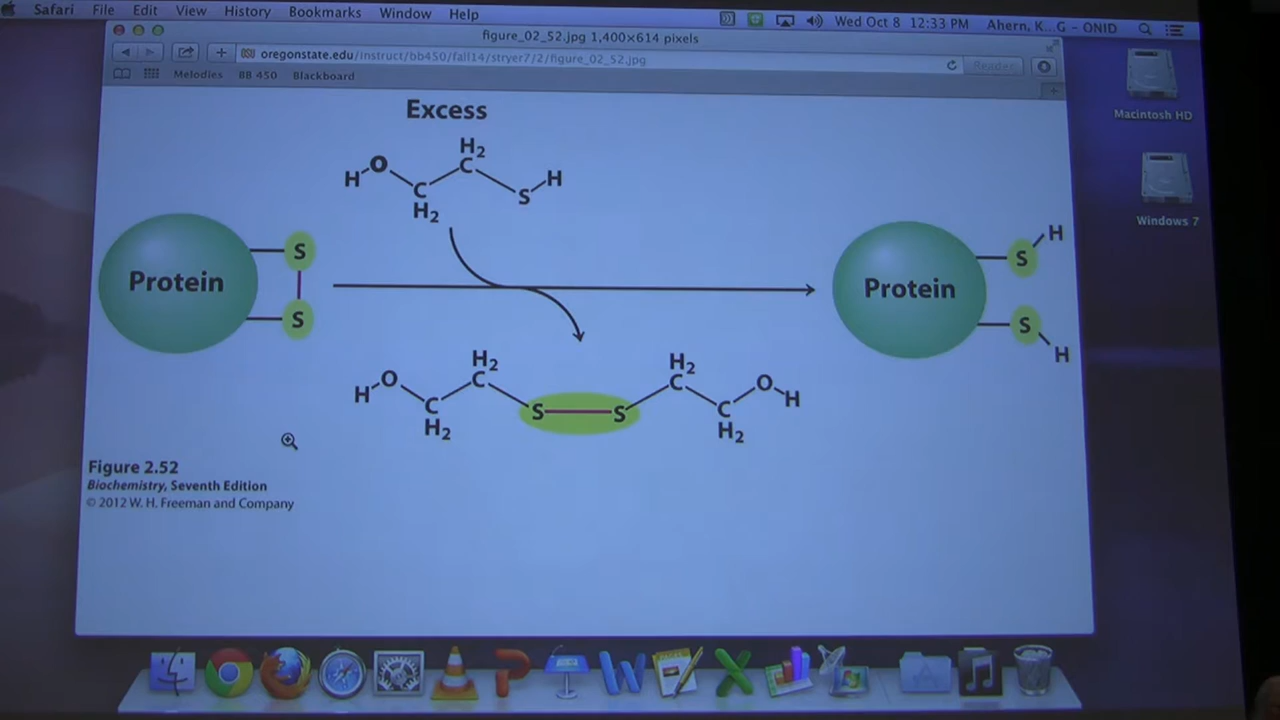 Safari File Edit View History Bookmarks Window Help Wed Oct 8 12:33 PM Ahern, K...G - ONID
figure_02_52.jpg 1,400×614 pixels
oregonstate.edu/instruct/bb450/fall14/stryer7/2/figure_02_52.jpg Reader
Melodies BB 450 Blackboard
Macintosh HD
Windows 7
Excess
H O C H2 C H2 S H
Protein S S
Protein S H S H
H O C H2 C H2 S S C H2 C H2 O H
Figure 2.52
Biochemistry, Seventh Edition
© 2012 W. H. Freeman and Company